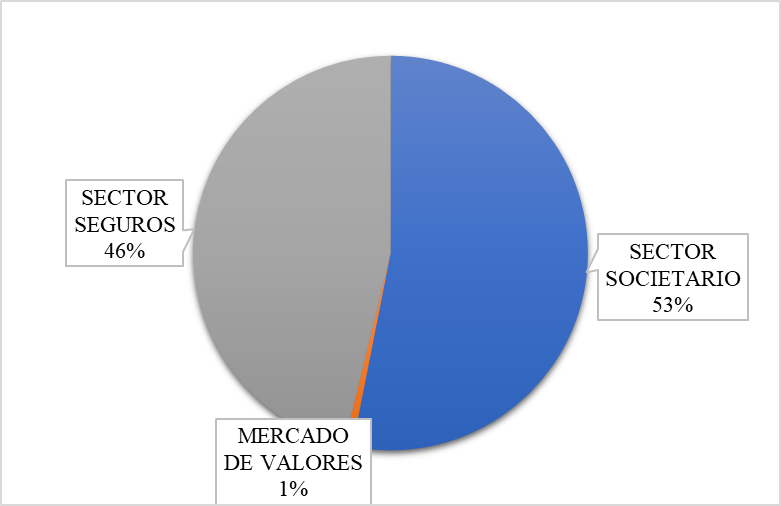 SECTOR
SEGUROS
46%
SECTOR
SOCIETARIO
53%
MERCADO
DE VALORES
1%